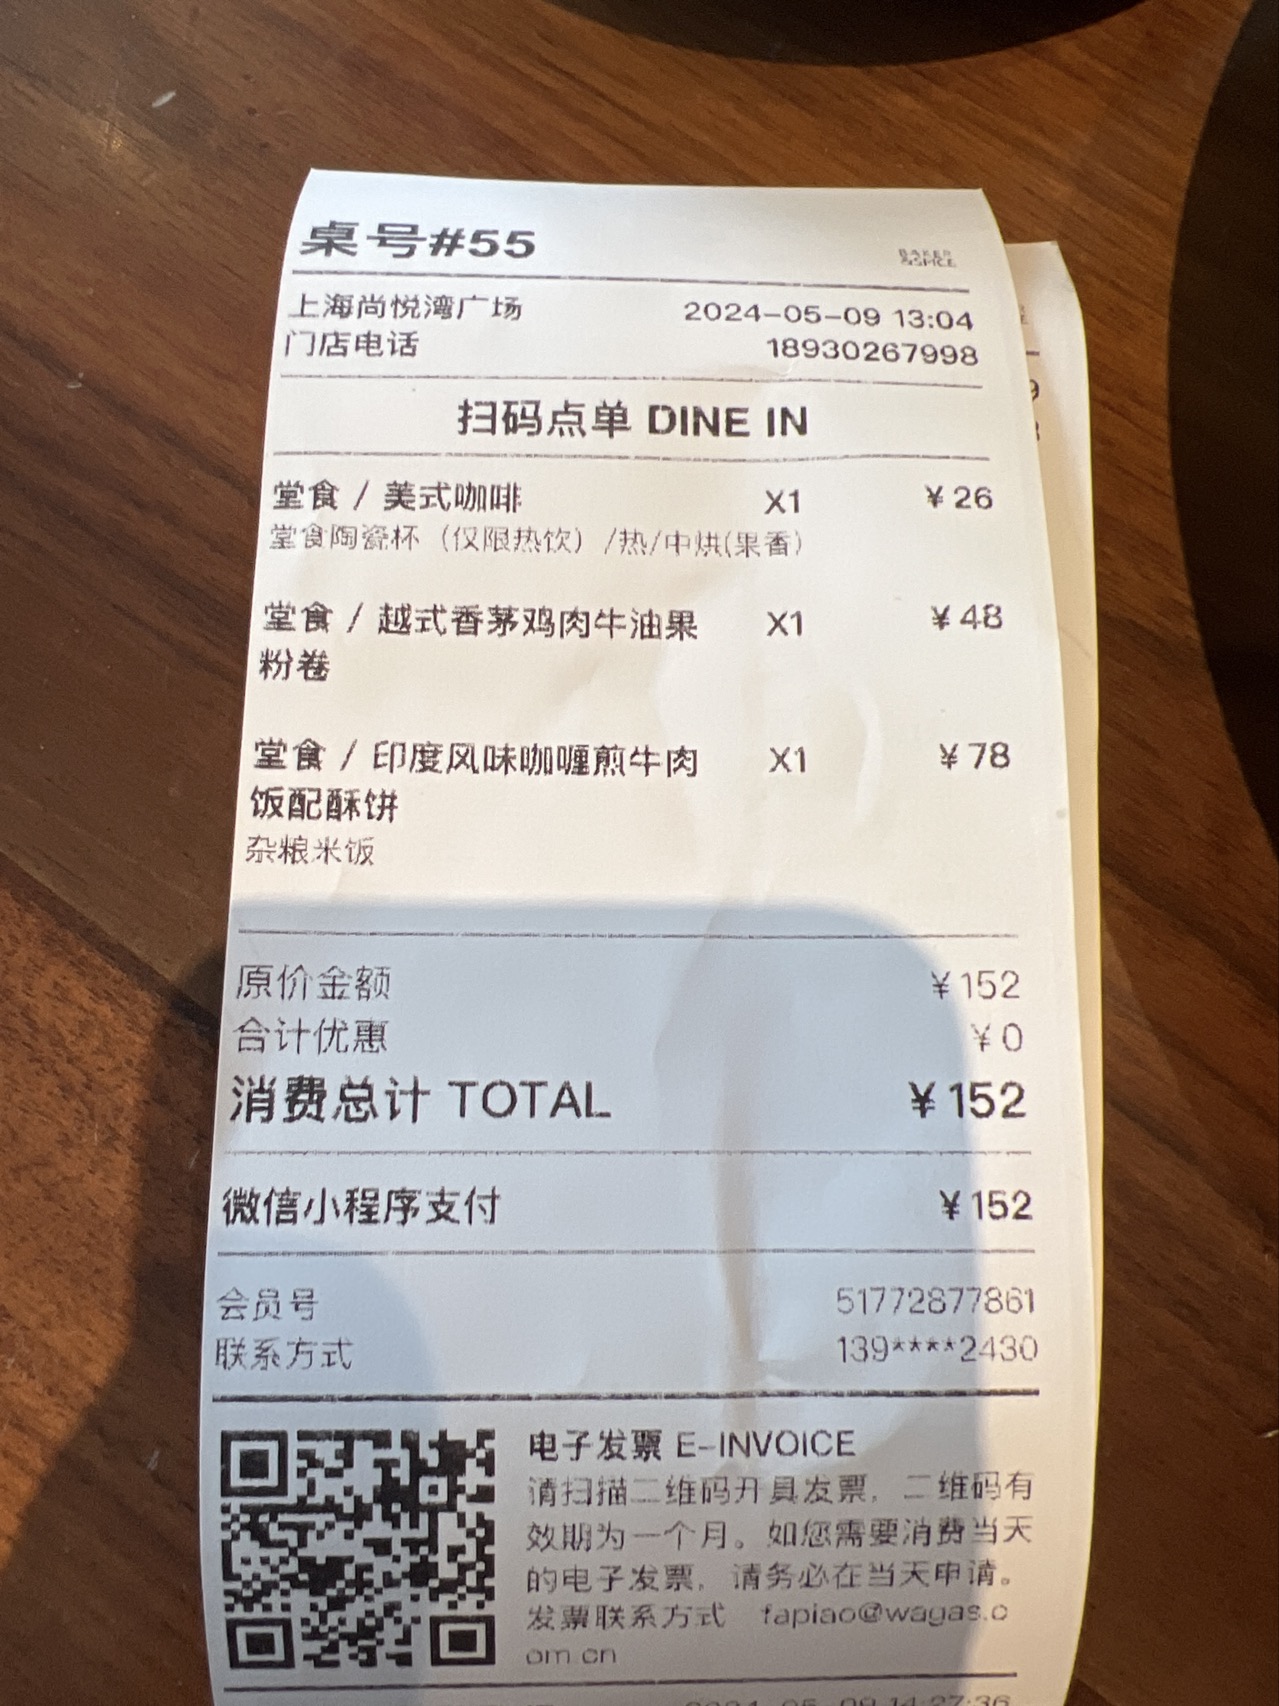 桌号#55
BAKER
&SPICE
上海尚悦湾广场 2024-05-09 13:04
门店电话 18930267998
扫码点单 DINE IN
堂食 / 美式咖啡 X1 ¥26
堂食陶瓷杯（仅限热饮）/热/中烘(果香)
堂食 / 越式香茅鸡肉牛油果 X1 ¥48
粉卷
堂食 / 印度风味咖喱煎牛肉 X1 ¥78
饭配酥饼
杂粮米饭
原价金额 ¥152
合计优惠 ¥0
消费总计 TOTAL ¥152
微信小程序支付 ¥152
会员号 51772877861
联系方式 139****2430
电子发票 E-INVOICE
请扫描二维码开具发票，二维码有
效期为一个月。如您需要消费当天
的电子发票，请务必在当天申请。
发票联系方式 fapiao@wagas.c
om.cn
2024-05-09 14:27:36